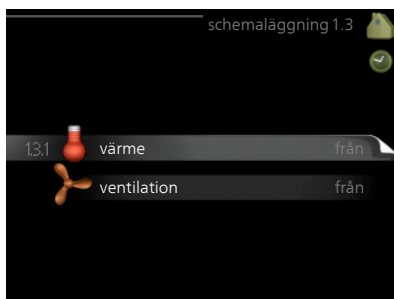 schemaläggning 1.3
1.3.1 värme från
ventilation från